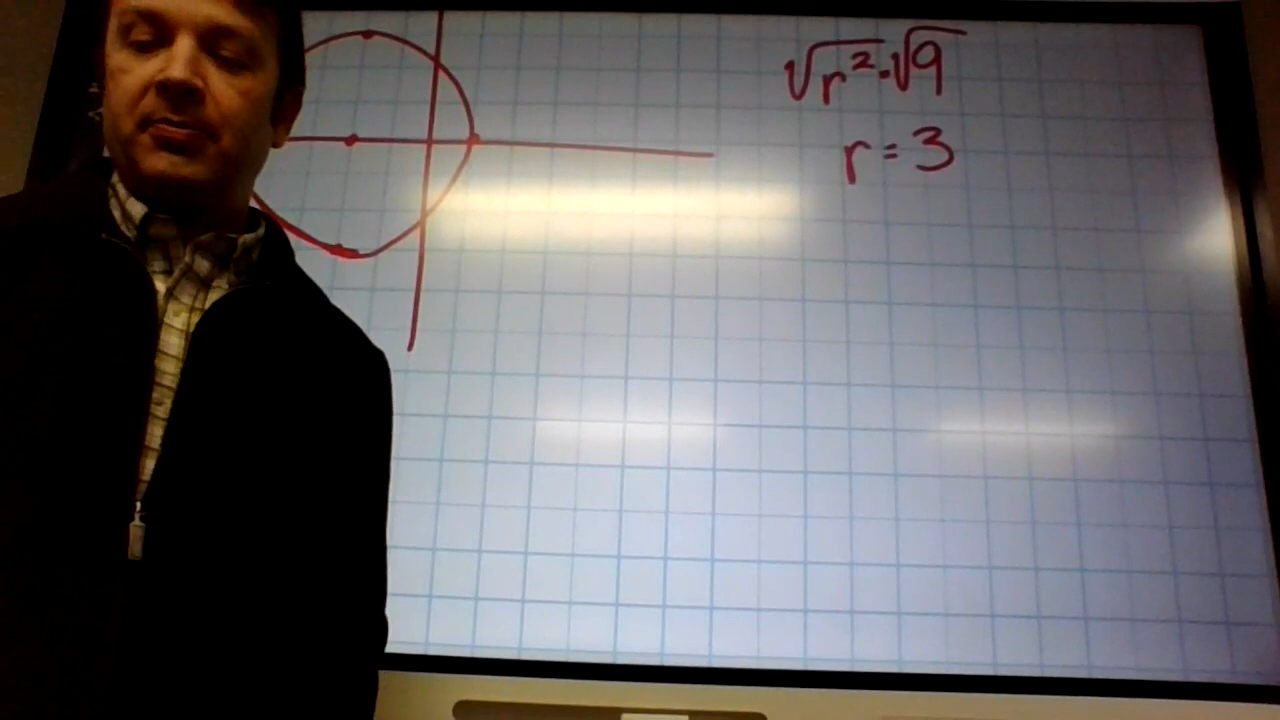 √r²·√9
r = 3